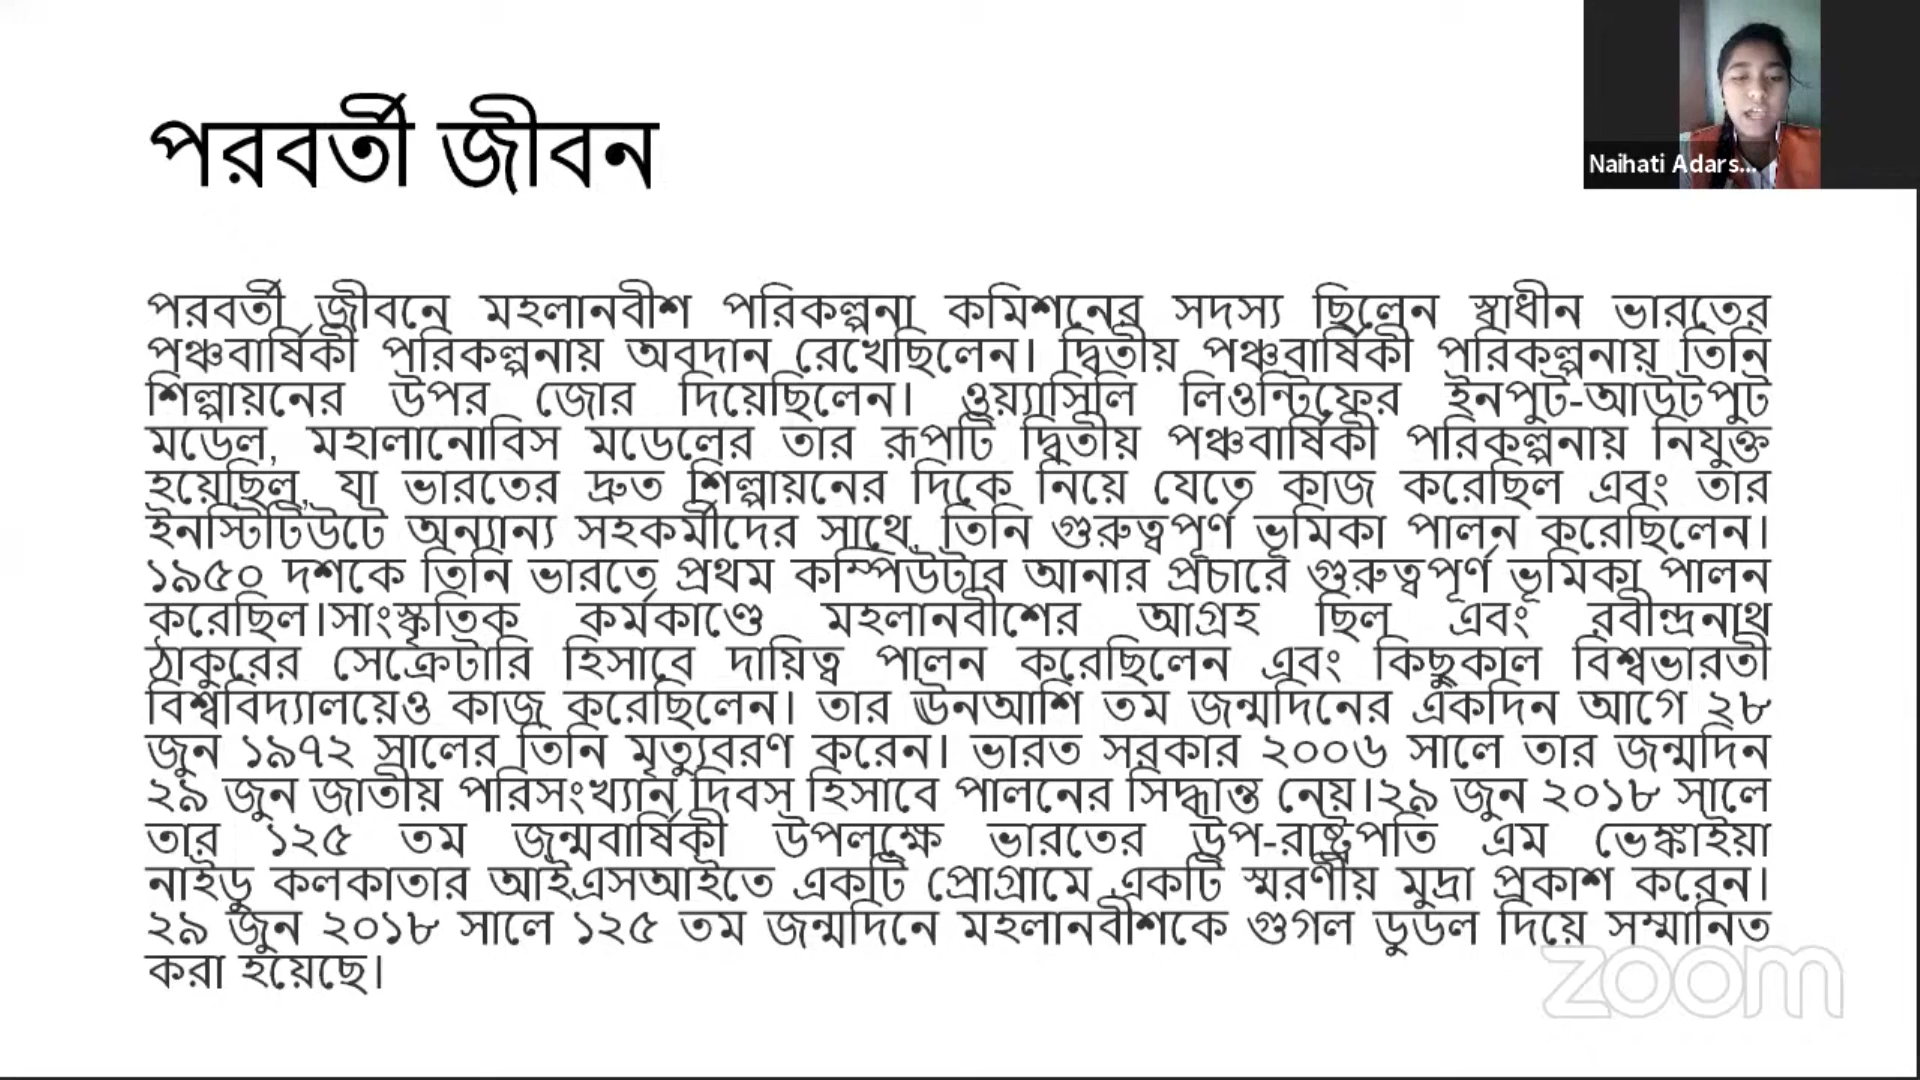 পরবর্তী জীবন
Naihati Adars...
পরবর্তী জীবনে মহলানবীশ পরিকল্পনা কমিশনের সদস্য ছিলেন স্বাধীন ভারতের
পঞ্চবার্ষিকী পরিকল্পনায় অবদান রেখেছিলেন। দ্বিতীয় পঞ্চবার্ষিকী পরিকল্পনায় তিনি
শিল্পায়নের উপর জোর দিয়েছিলেন। ওয়্যাসিলি লিওন্টিফের ইনপুট-আউটপুট
মডেল, মহালানোবিস মডেলের তার রূপটি দ্বিতীয় পঞ্চবার্ষিকী পরিকল্পনায় নিযুক্ত
হয়েছিল, যা ভারতের দ্রুত শিল্পায়নের দিকে নিয়ে যেতে কাজ করেছিল এবং তার
ইনস্টিটিউটে অন্যান্য সহকর্মীদের সাথে, তিনি গুরুত্বপূর্ণ ভূমিকা পালন করেছিলেন।
১৯৫০ দশকে তিনি ভারতে প্রথম কম্পিউটার আনার প্রচারে গুরুত্বপূর্ণ ভূমিকা পালন
করেছিল।সাংস্কৃতিক কর্মকাণ্ডে মহলানবীশের আগ্রহ ছিল এবং রবীন্দ্রনাথ
ঠাকুরের সেক্রেটারি হিসাবে দায়িত্ব পালন করেছিলেন এবং কিছুকাল বিশ্বভারতী
বিশ্ববিদ্যালয়েও কাজ করেছিলেন। তার ঊনআশি তম জন্মদিনের একদিন আগে ২৮
জুন ১৯৭২ সালের তিনি মৃত্যুবরণ করেন। ভারত সরকার ২০০৬ সালে তার জন্মদিন
২৯ জুন জাতীয় পরিসংখ্যান দিবস হিসাবে পালনের সিদ্ধান্ত নেয়।২৯ জুন ২০১৮ সালে
তার ১২৫ তম জন্মবার্ষিকী উপলক্ষে ভারতের উপ-রাষ্ট্রপতি এম ভেঙ্কাইয়া
নাইডু কলকাতার আইএসআইতে একটি প্রোগ্রামে একটি স্মরণীয় মুদ্রা প্রকাশ করেন।
২৯ জুন ২০১৮ সালে ১২৫ তম জন্মদিনে মহলানবীশকে গুগল ডুডল দিয়ে সম্মানিত
করা হয়েছে।
zoom